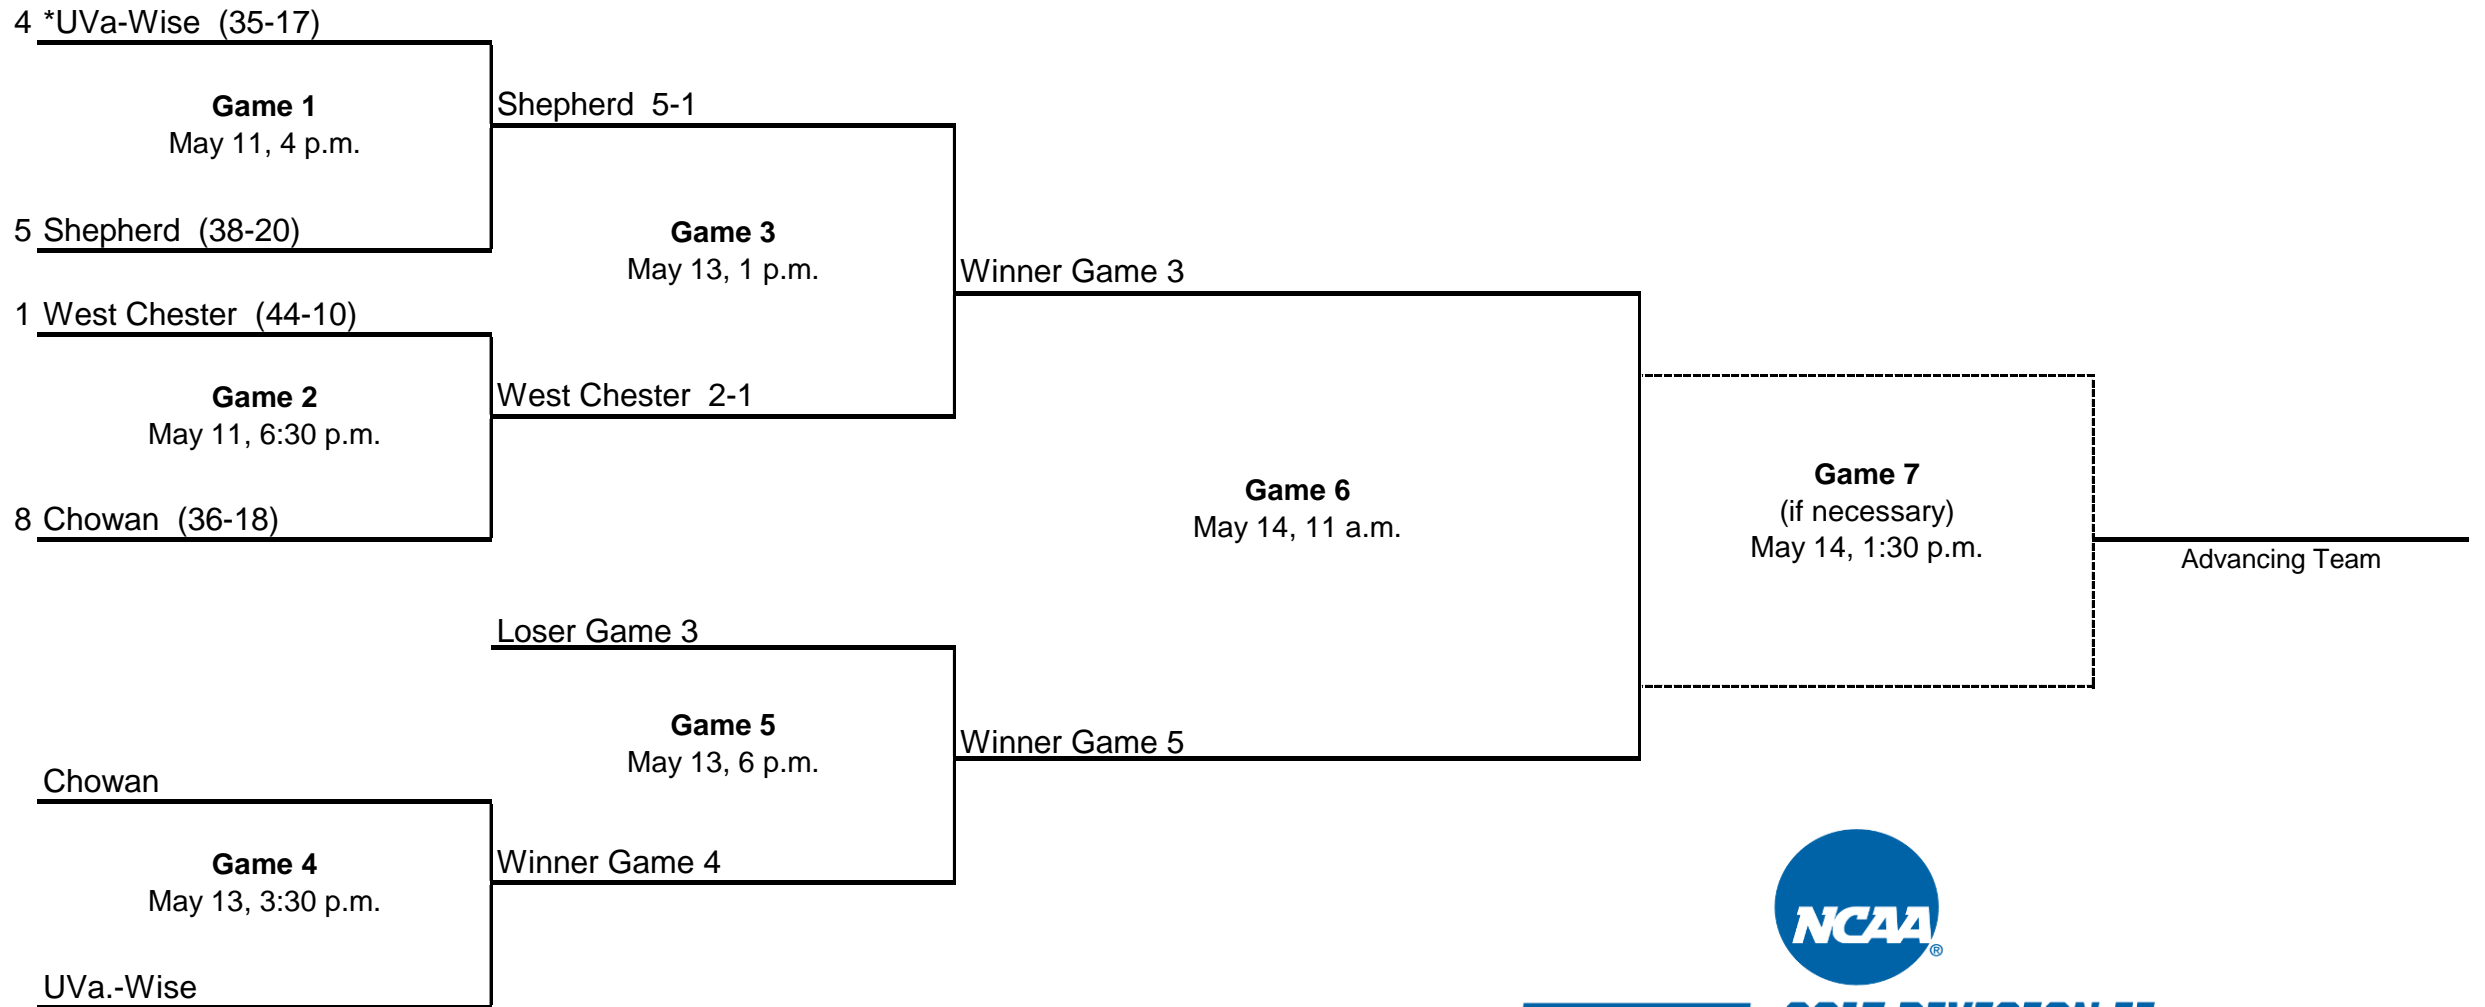 4 *UVa-Wise (35-17)
Game 1
May 11, 4 p.m.
Shepherd 5-1
5 Shepherd (38-20)
Game 3
May 13, 1 p.m.
Winner Game 3
1 West Chester (44-10)
Game 2
May 11, 6:30 p.m.
West Chester 2-1
8 Chowan (36-18)
Game 6
May 14, 11 a.m.
Game 7
(if necessary)
May 14, 1:30 p.m.
Advancing Team
Loser Game 3
Game 5
May 13, 6 p.m.
Winner Game 5
Chowan
Game 4
May 13, 3:30 p.m.
Winner Game 4
UVa.-Wise
NCAA®